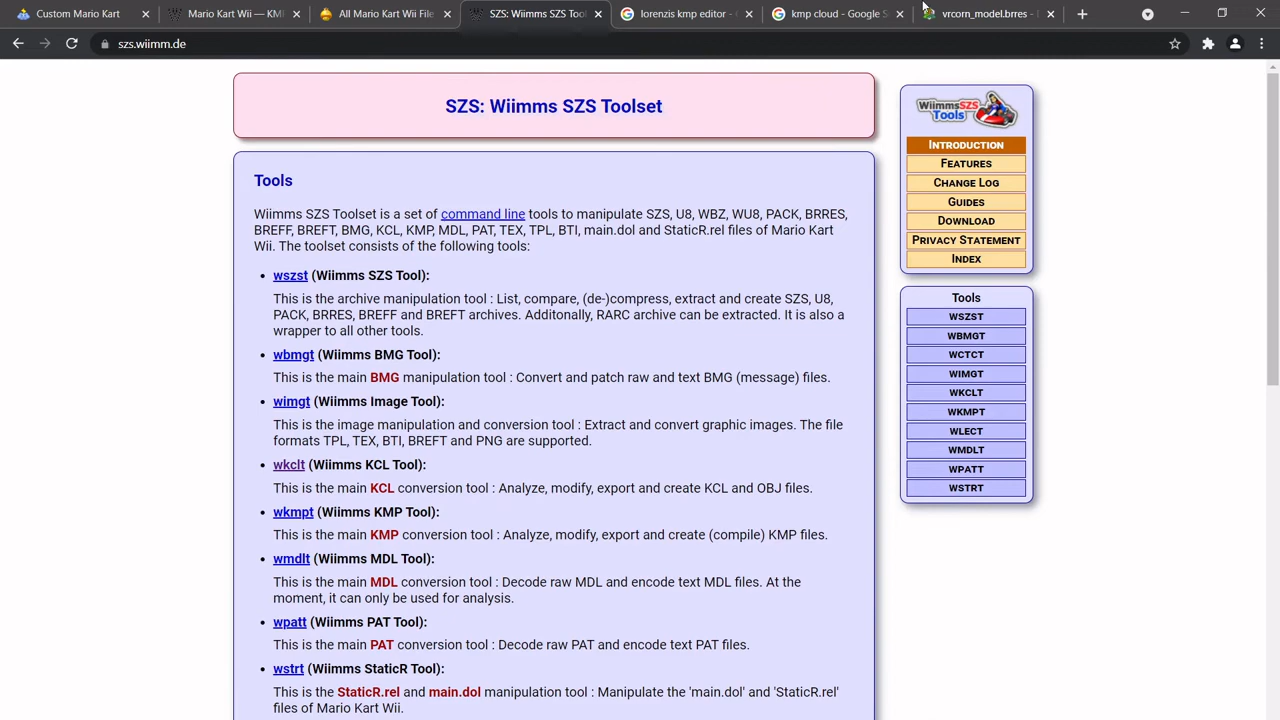 Custom Mario Kart
Mario Kart Wii — KM
All Mario Kart Wii File
SZS: Wiimms SZS Too
lorenzis kmp editor -
kmp cloud - Google S
vrcorn_model.brres -
szs.wiimm.de
SZS: Wiimms SZS Toolset
Tools
Wiimms SZS Toolset is a set of command line tools to manipulate SZS, U8, WBZ, WU8, PACK, BRRES,
BREFF, BREFT, BMG, KCL, KMP, MDL, PAT, TEX, TPL, BTI, main.dol and StaticR.rel files of Mario Kart
Wii. The toolset consists of the following tools:
• wszst (Wiimms SZS Tool):
This is the archive manipulation tool : List, compare, (de-)compress, extract and create SZS, U8,
PACK, BRRES, BREFF and BREFT archives. Additonally, RARC archive can be extracted. It is also a
wrapper to all other tools.
• wbmgt (Wiimms BMG Tool):
This is the main BMG manipulation tool : Convert and patch raw and text BMG (message) files.
• wimgt (Wiimms Image Tool):
This is the image manipulation and conversion tool : Extract and convert graphic images. The file
formats TPL, TEX, BTI, BREFT and PNG are supported.
• wkclt (Wiimms KCL Tool):
This is the main KCL conversion tool : Analyze, modify, export and create KCL and OBJ files.
• wkmpt (Wiimms KMP Tool):
This is the main KMP conversion tool : Analyze, modify, export and create (compile) KMP files.
• wmdlt (Wiimms MDL Tool):
This is the main MDL conversion tool : Decode raw MDL and encode text MDL files. At the
moment, it can only be used for analysis.
• wpatt (Wiimms PAT Tool):
This is the main PAT conversion tool : Decode raw PAT and encode text PAT files.
• wstrt (Wiimms StaticR Tool):
This is the StaticR.rel and main.dol manipulation tool : Manipulate the 'main.dol' and 'StaticR.rel'
files of Mario Kart Wii.
WiimmsSZS
Tools
INTRODUCTION
FEATURES
CHANGE LOG
GUIDES
DOWNLOAD
PRIVACY STATEMENT
INDEX
Tools
WSZST
WBMGT
WCTCT
WIMGT
WKCLT
WKMPT
WLECT
WMDLT
WPATT
WSTRT